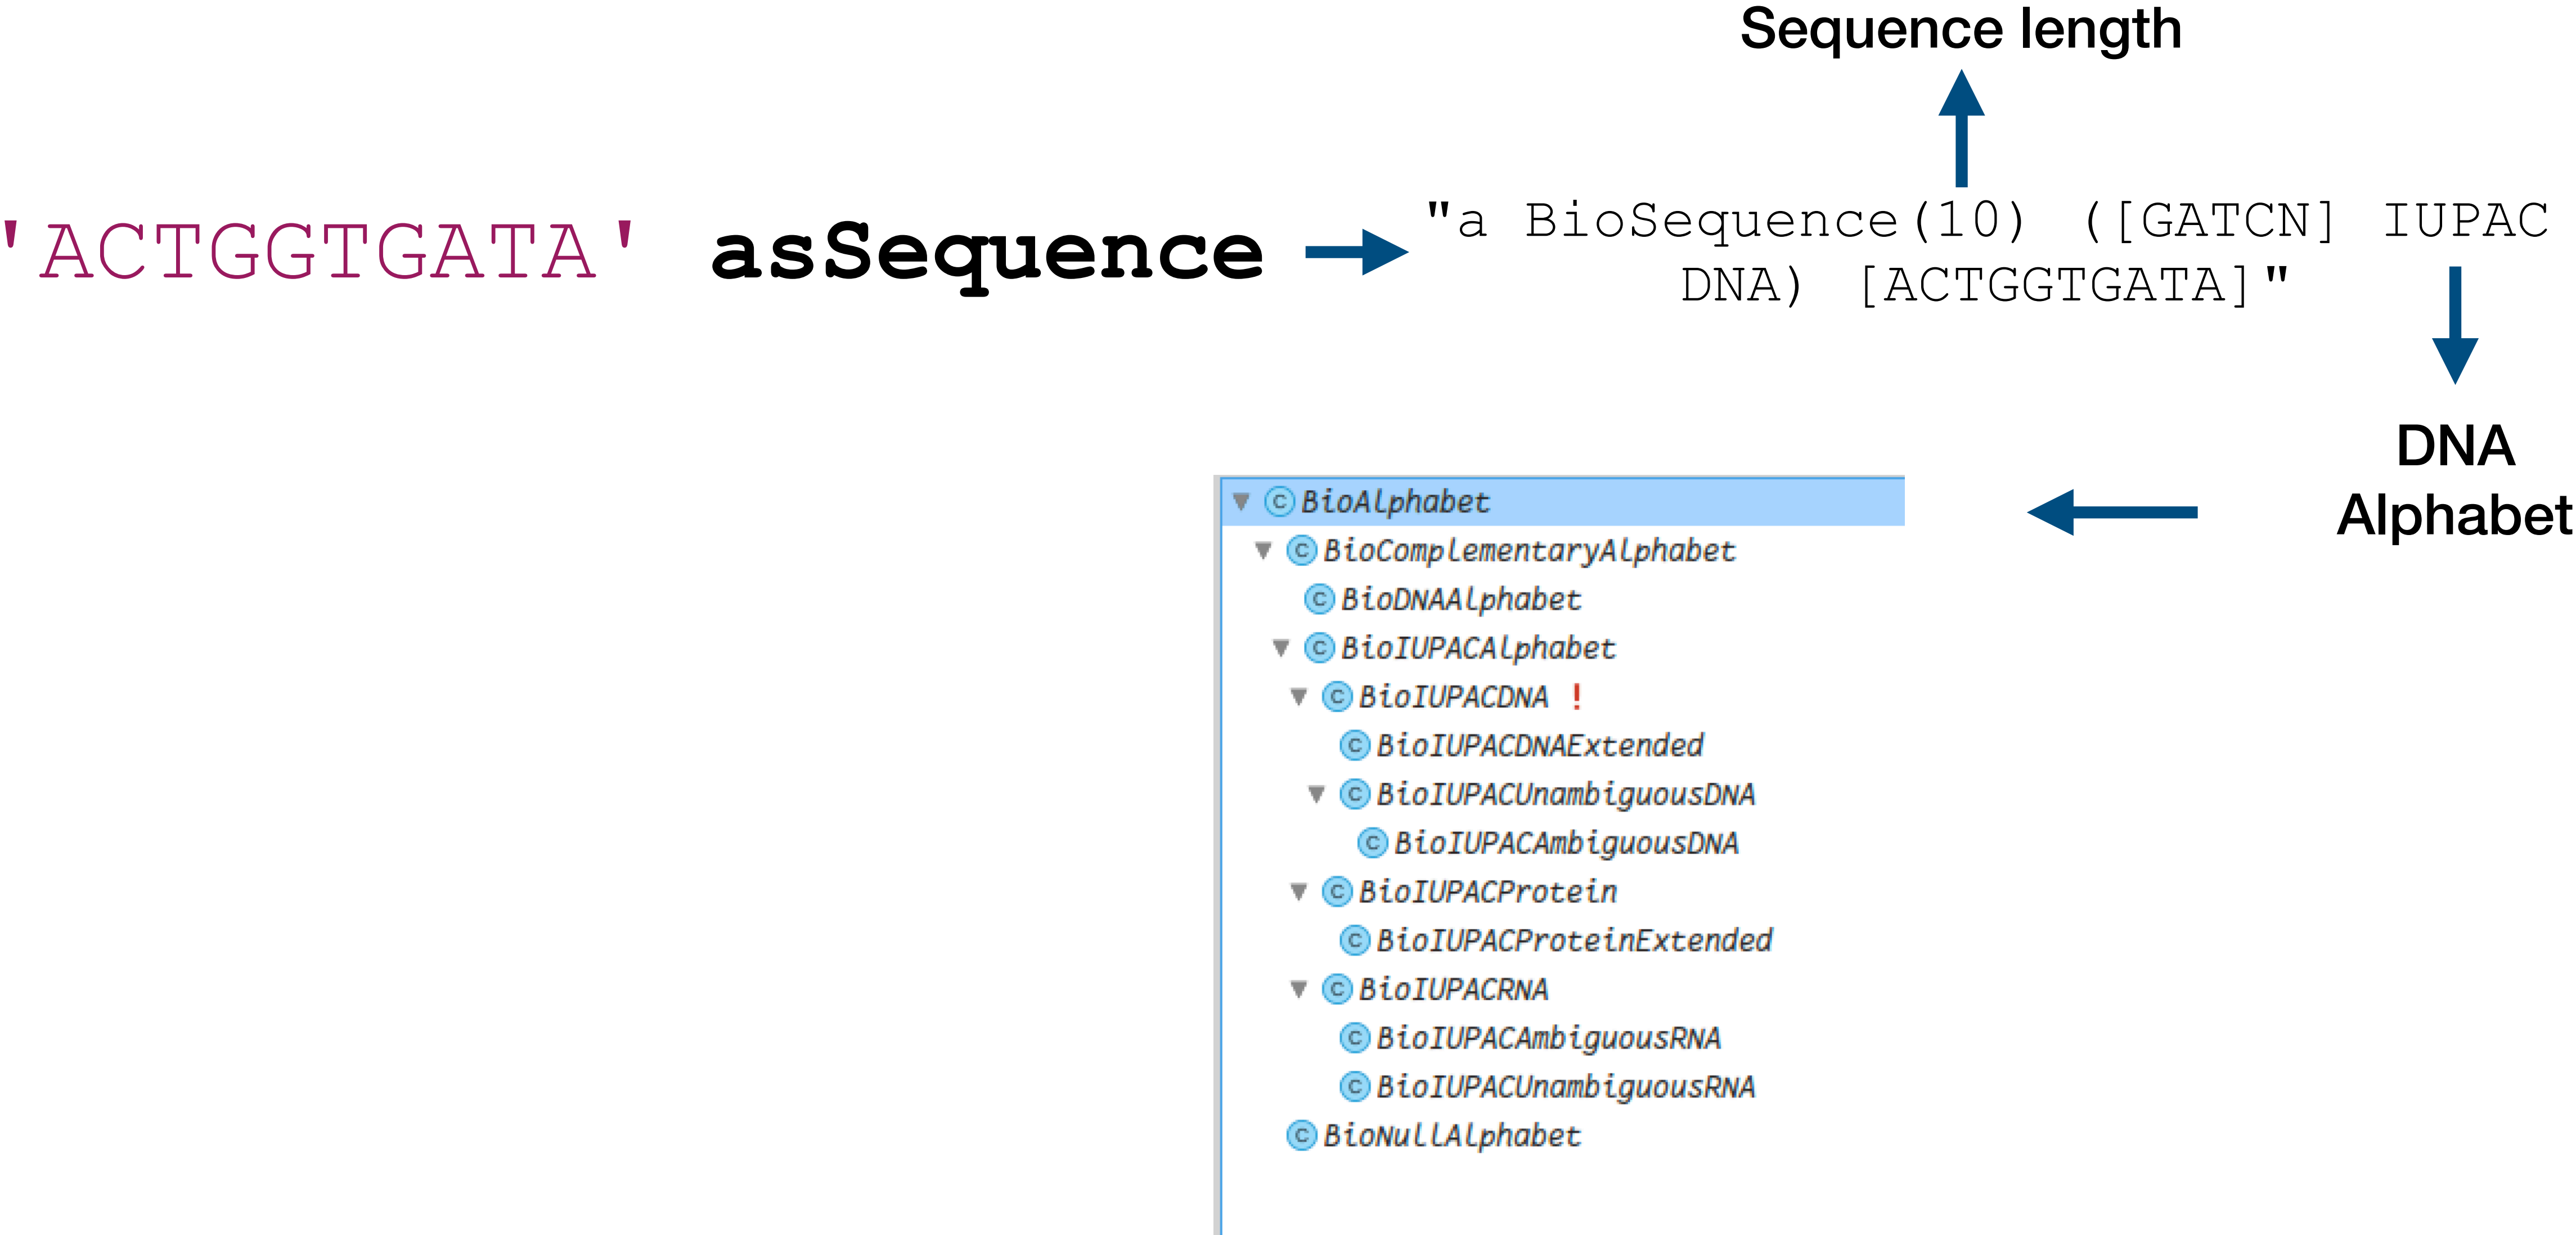 Sequence length
'ACTGGTGATA' asSequence
"a BioSequence(10) ([GATCN] IUPAC
DNA) [ACTGGTGATA]"
DNA
Alphabet
BioAlphabet
BioComplementaryAlphabet
BioDNAAlphabet
BioIUPACAlphabet
BioIUPACDNA !
BioIUPACDNAExtended
BioIUPACUnambiguousDNA
BioIUPACAmbiguousDNA
BioIUPACProtein
BioIUPACProteinExtended
BioIUPACRNA
BioIUPACAmbiguousRNA
BioIUPACUnambiguousRNA
BioNullAlphabet